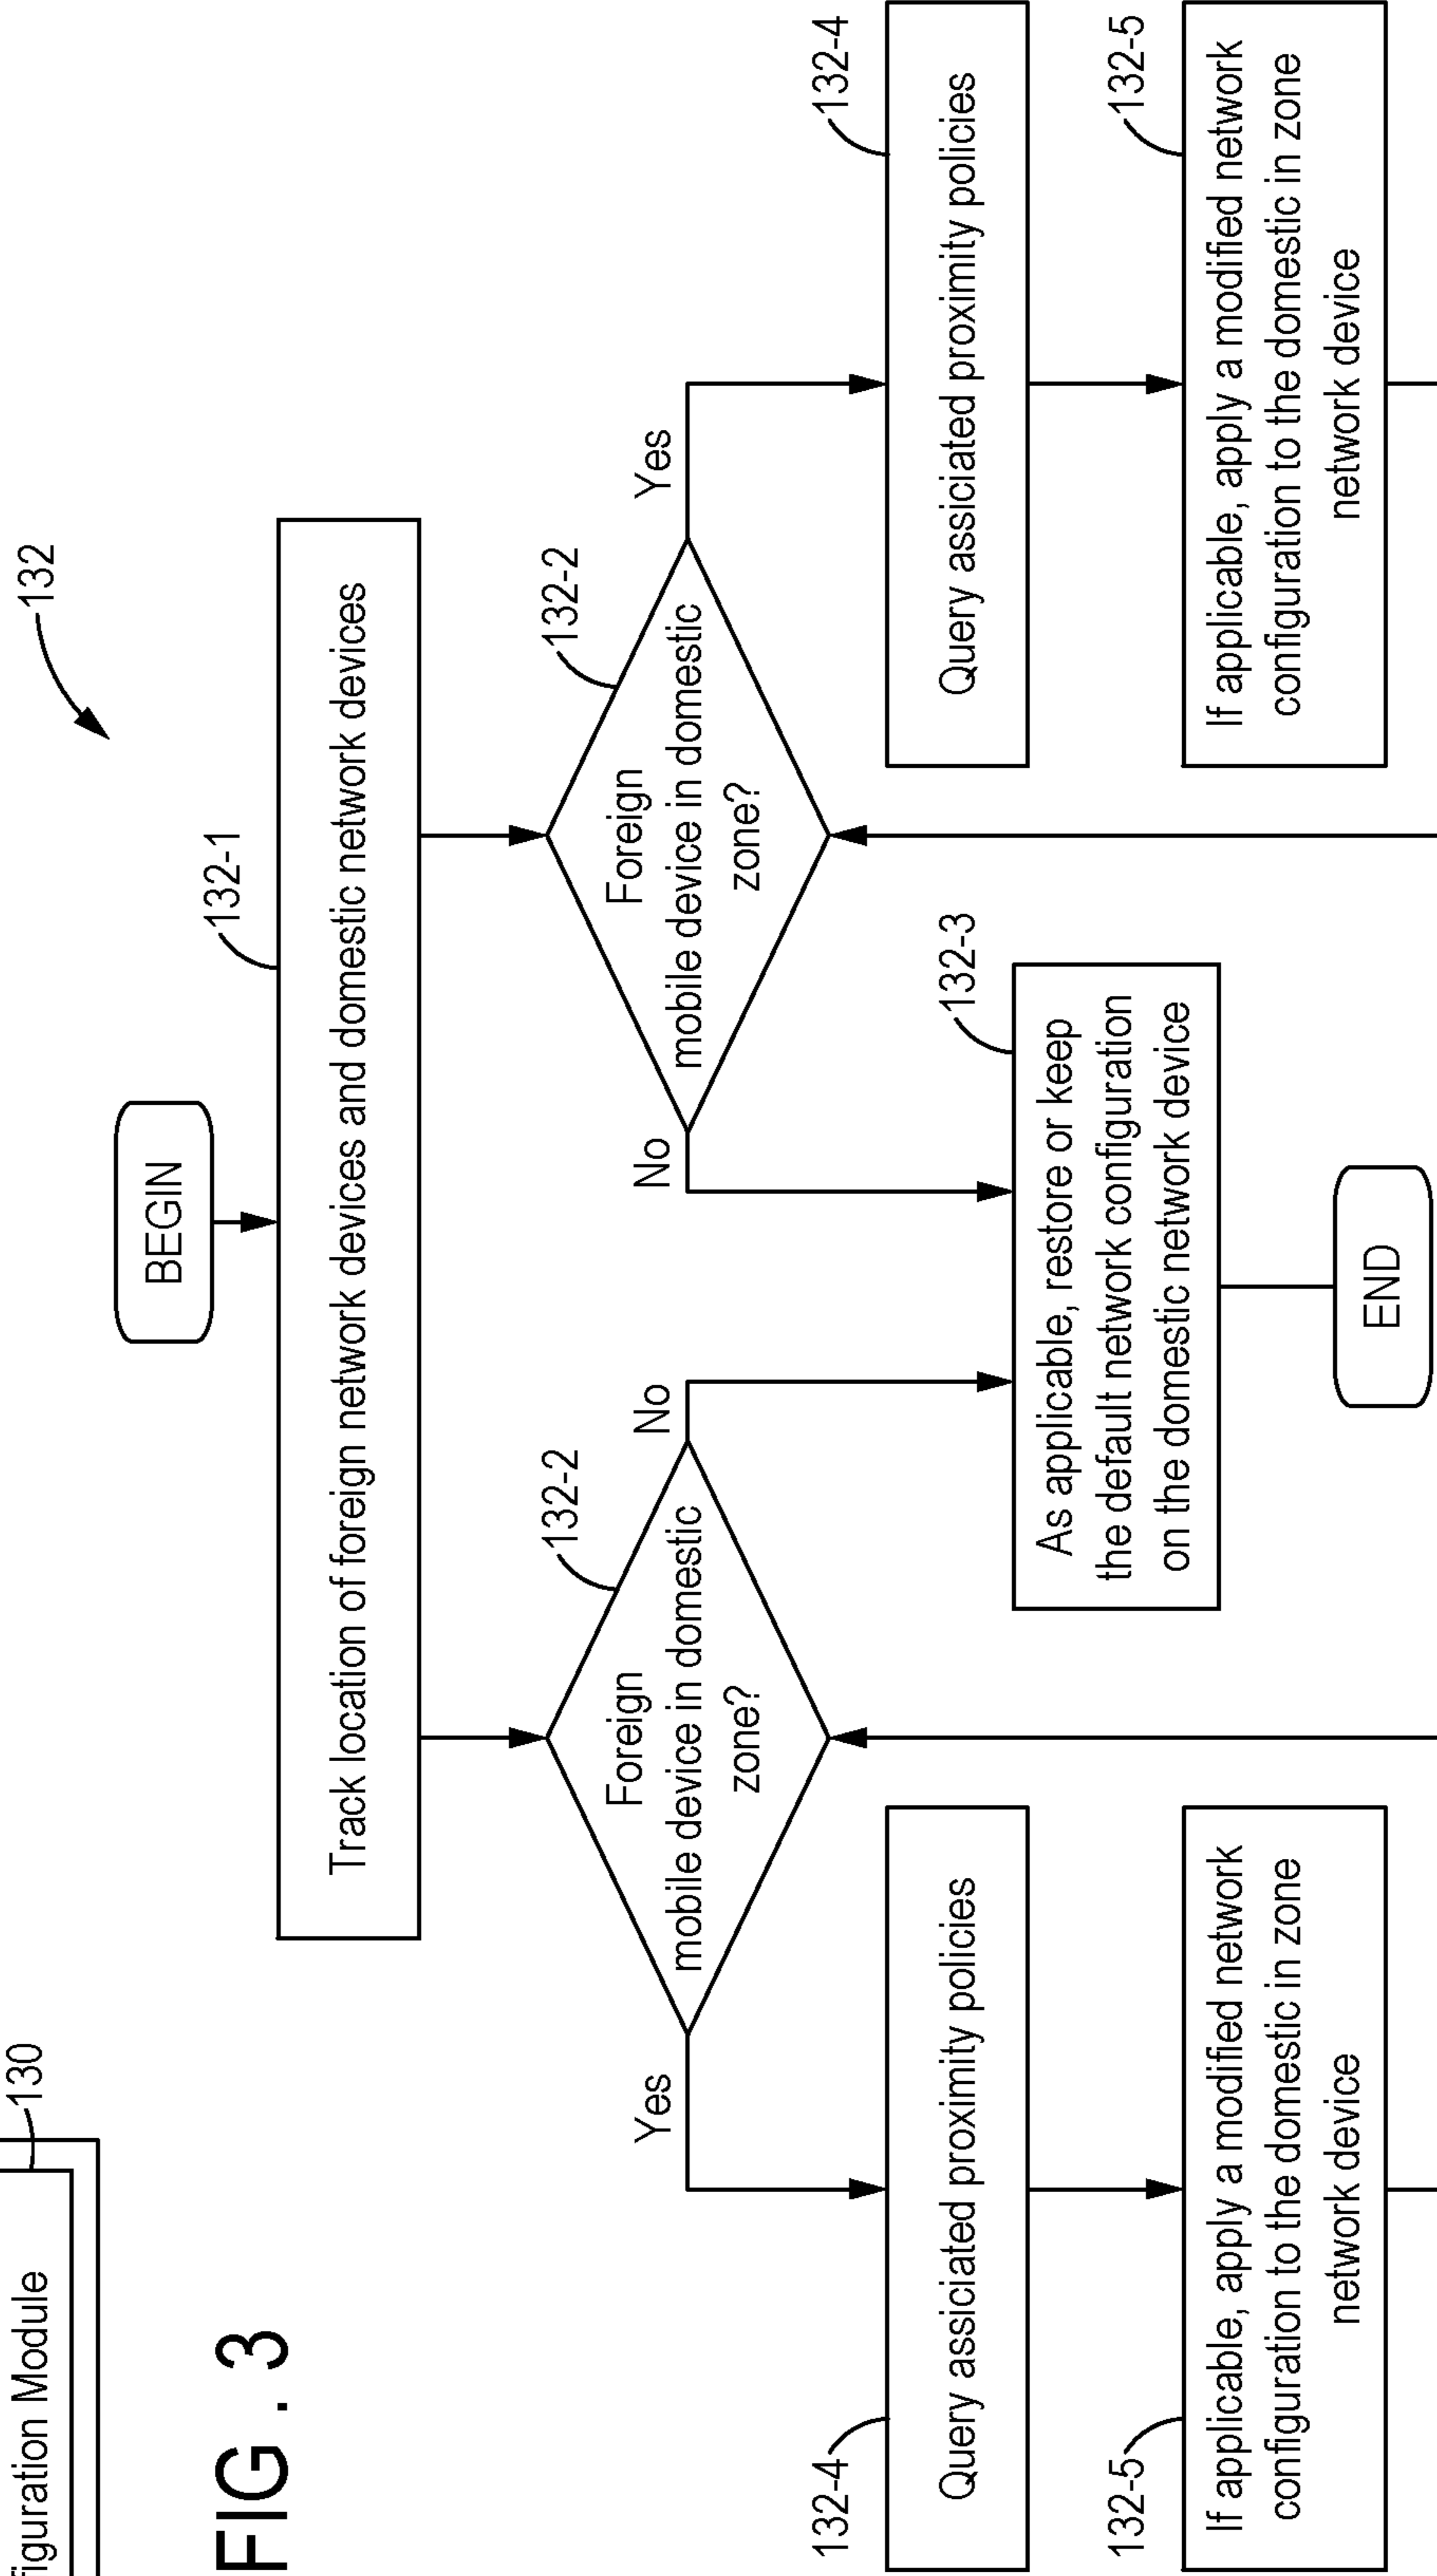 figuration Module
130
FIG. 3
132
BEGIN
132-1
Track location of foreign network devices and domestic network devices
132-2
Foreign
mobile device in domestic
zone?
Yes
No
132-2
Foreign
mobile device in domestic
zone?
No
Yes
132-4
Query assiciated proximity policies
132-3
As applicable, restore or keep
the default network configuration
on the domestic network device
132-4
Query assiciated proximity policies
132-5
If applicable, apply a modified network
configuration to the domestic in zone
network device
END
132-5
If applicable, apply a modified network
configuration to the domestic in zone
network device